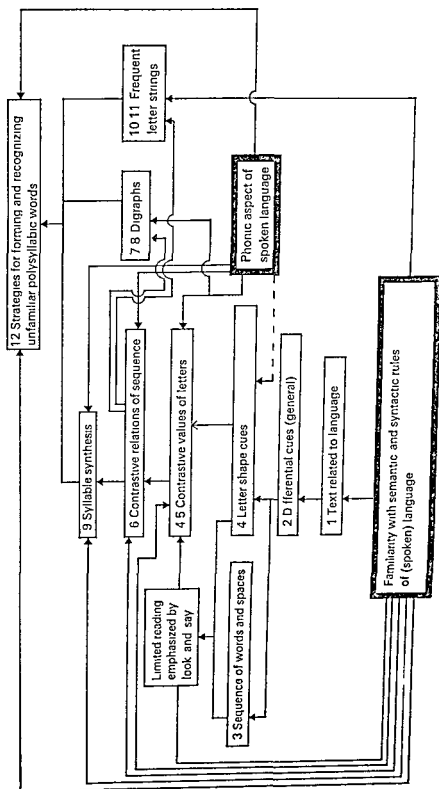 12 Strategies for forming and recognizing
unfamiliar polysyllabic words
10 11 Frequent
letter strings
7 8 Digraphs
9 Syllable synthesis
6 Contrastive relations of sequence
Phonic aspect of
spoken language
4 5 Contrastive values of letters
Limited reading
emphasized by
look and say
4 Letter shape cues
3 Sequence of words and spaces
2 D fferential cues (general)
1 Text related to language
Familiarity with semantic and syntactic rules
of (spoken) language